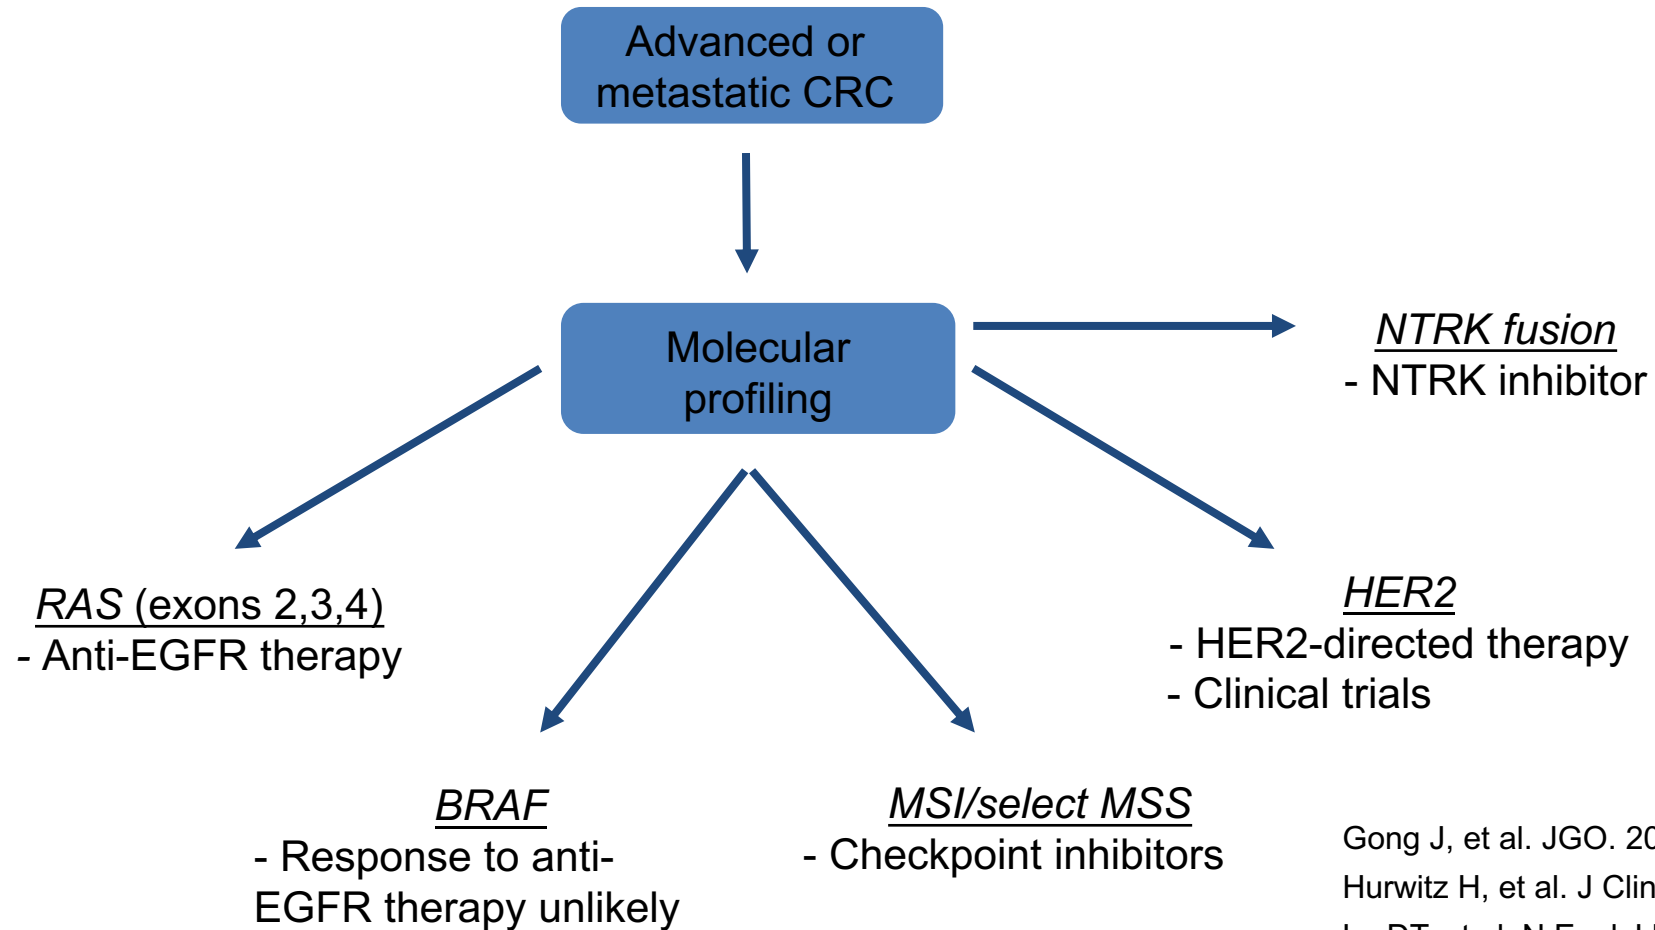 Advanced or
metastatic CRC
Molecular
profiling
NTRK fusion
- NTRK inhibitor
RAS (exons 2,3,4)
- Anti-EGFR therapy
HER2
- HER2-directed therapy
- Clinical trials
BRAF
- Response to anti-
EGFR therapy unlikely
MSI/select MSS
- Checkpoint inhibitors
Gong J, et al. JGO. 20
Hurwitz H, et al. J Clin